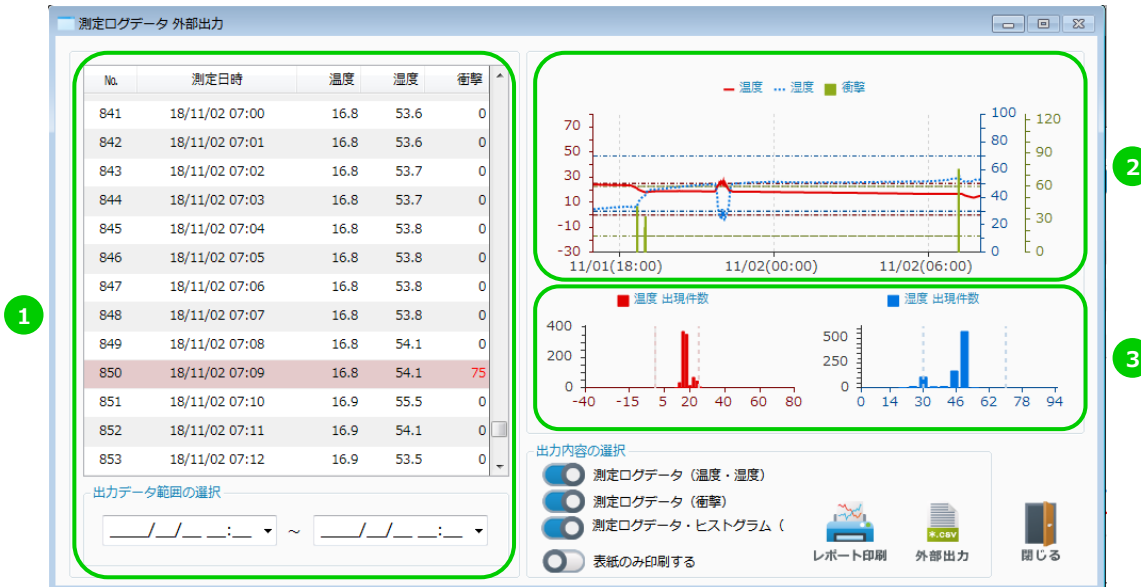 測定ログデータ 外部出力
No. 測定日時 温度 湿度 衝撃
841 18/11/02 07:00 16.8 53.6 0
842 18/11/02 07:01 16.8 53.6 0
843 18/11/02 07:02 16.8 53.7 0
844 18/11/02 07:03 16.8 53.7 0
845 18/11/02 07:04 16.8 53.8 0
846 18/11/02 07:05 16.8 53.8 0
847 18/11/02 07:06 16.8 53.8 0
848 18/11/02 07:07 16.8 53.8 0
849 18/11/02 07:08 16.8 54.1 0
850 18/11/02 07:09 16.8 54.1 75
851 18/11/02 07:10 16.9 55.5 0
852 18/11/02 07:11 16.9 54.1 0
853 18/11/02 07:12 16.9 53.5 0
出力データ範囲の選択
____/__/__ __:__ ~ ____/__/__ __:__
1
温度 湿度 衝撃
70
50
30
10
-10
-30
100
80
60
40
20
0
120
90
60
30
0
11/01(18:00) 11/02(00:00) 11/02(06:00)
2
温度 出現件数
400
200
0
-40 -15 5 20 40 60 80
湿度 出現件数
500
250
0
0 14 30 46 62 78 94
3
出力内容の選択
測定ログデータ（温度・湿度）
測定ログデータ（衝撃）
測定ログデータ・ヒストグラム（
表紙のみ印刷する
レポート印刷
*.csv
外部出力
閉じる